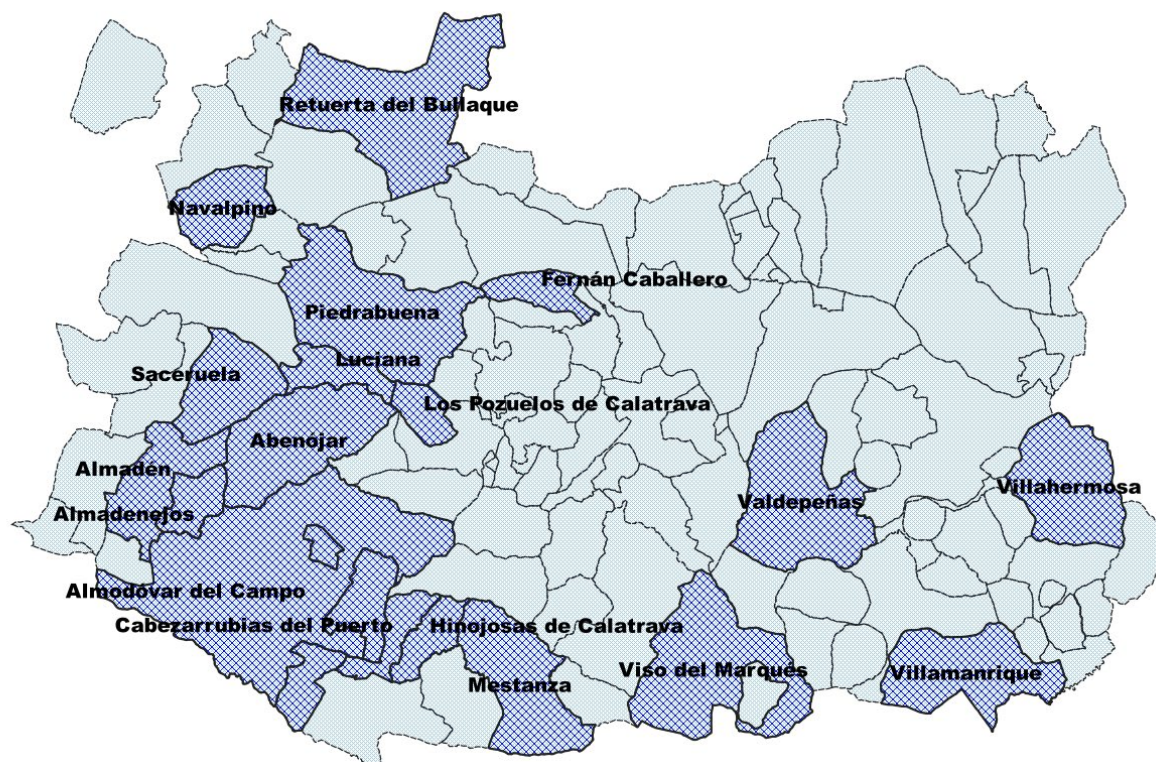 Retuerta del Bullaque
Navalpino
Fernán Caballero
Piedrabuena
Luciana
Saceruela
Los Pozuelos de Calatrava
Abenójar
Almadén
Villahermosa
Valdepeñas
Almadenejos
Almodóvar del Campo
Cabezarrubias del Puerto
Hinojosas de Calatrava
Viso del Marqués
Villamanrique
Mestanza